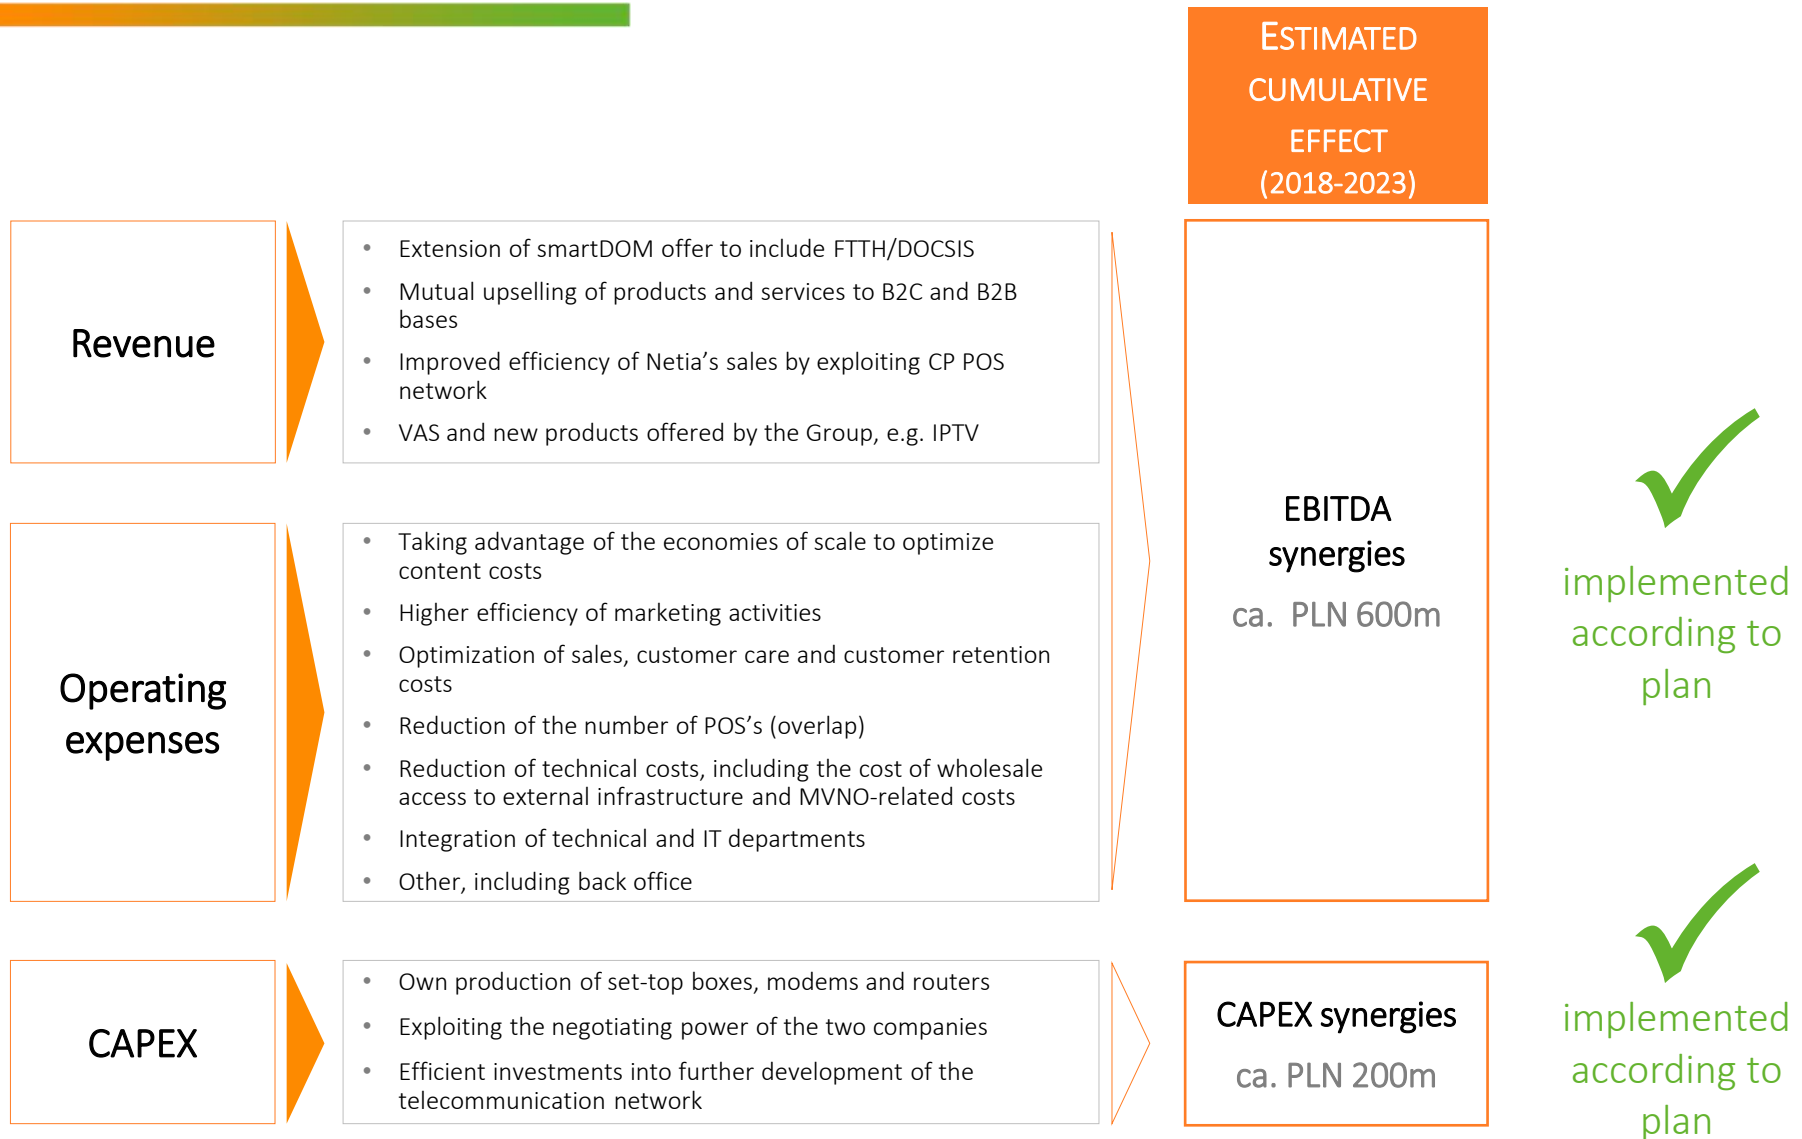 ESTIMATED
CUMULATIVE
EFFECT
(2018-2023)
Revenue
• Extension of smartDOM offer to include FTTH/DOCSIS
• Mutual upselling of products and services to B2C and B2B
bases
• Improved efficiency of Netia’s sales by exploiting CP POS
network
• VAS and new products offered by the Group, e.g. IPTV
Operating
expenses
• Taking advantage of the economies of scale to optimize
content costs
• Higher efficiency of marketing activities
• Optimization of sales, customer care and customer retention
costs
• Reduction of the number of POS’s (overlap)
• Reduction of technical costs, including the cost of wholesale
access to external infrastructure and MVNO-related costs
• Integration of technical and IT departments
• Other, including back office
EBITDA
synergies
ca. PLN 600m
implemented
according to
plan
CAPEX
• Own production of set-top boxes, modems and routers
• Exploiting the negotiating power of the two companies
• Efficient investments into further development of the
telecommunication network
CAPEX synergies
ca. PLN 200m
implemented
according to
plan